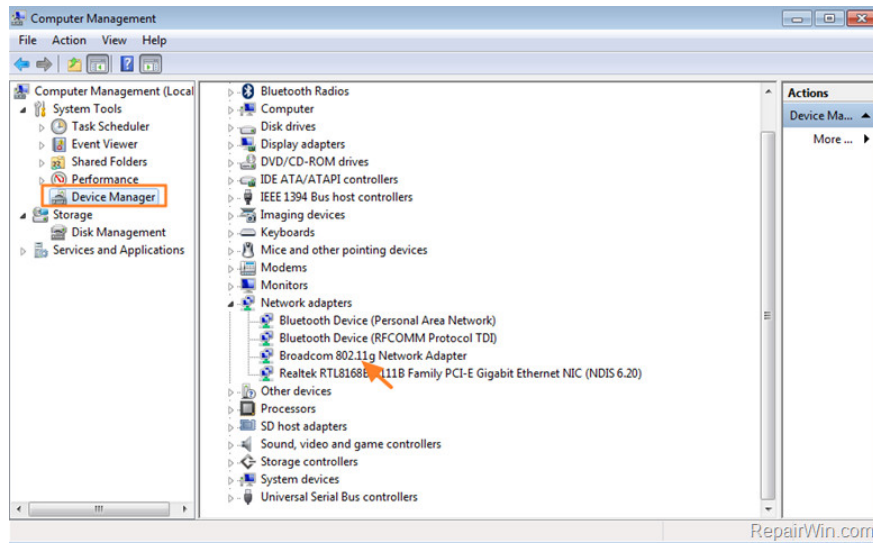 Computer Management
File Action View Help
Computer Management (Local
System Tools
Task Scheduler
Event Viewer
Shared Folders
Performance
Device Manager
Storage
Disk Management
Services and Applications
Bluetooth Radios
Computer
Disk drives
Display adapters
DVD/CD-ROM drives
IDE ATA/ATAPI controllers
IEEE 1394 Bus host controllers
Imaging devices
Keyboards
Mice and other pointing devices
Modems
Monitors
Network adapters
Bluetooth Device (Personal Area Network)
Bluetooth Device (RFCOMM Protocol TDI)
Broadcom 802.11g Network Adapter
Realtek 111B Family PCI-E Gigabit Ethernet NIC (NDIS 6.20)
Other devices
Processors
SD host adapters
Sound, video and game controllers
Storage controllers
System devices
Universal Serial Bus controllers
Actions
Device Ma...
More ...
RepairWin.com